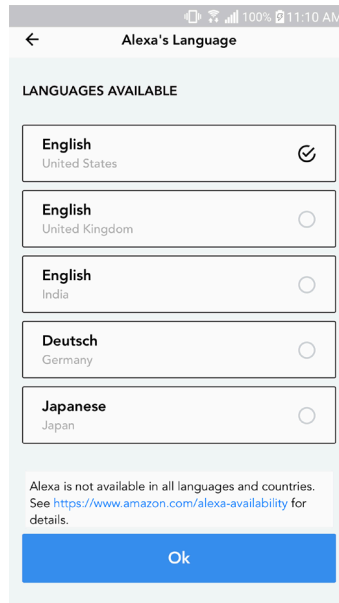 100% 11:10 AM
Alexa's Language
LANGUAGES AVAILABLE
English
United States
English
United Kingdom
English
India
Deutsch
Germany
Japanese
Japan
Alexa is not available in all languages and countries.
See https://www.amazon.com/alexa-availability for
details.
Ok